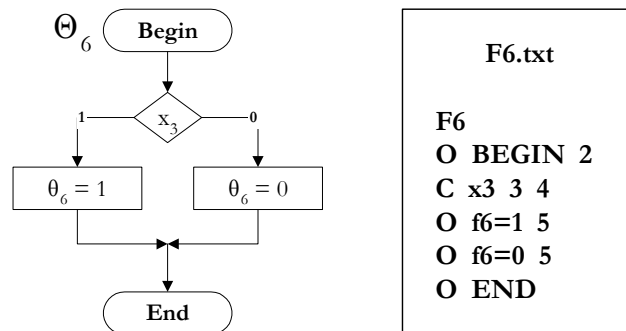 Θ6
Begin
1
x3
0
θ6 = 1
θ6 = 0
End
F6.txt
F6
O BEGIN 2
C x3 3 4
O f6=1 5
O f6=0 5
O END